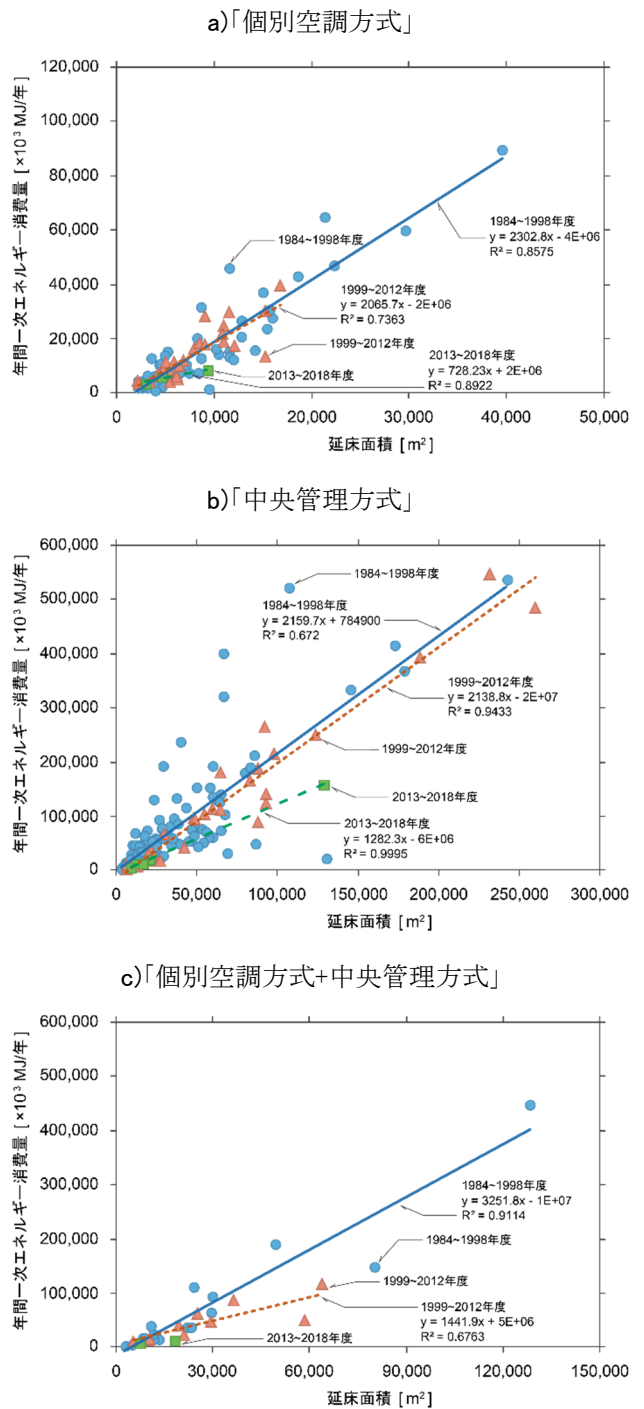 a)「個別空調方式」
年間一次エネルギー消費量 [×10³ MJ/年]
120,000
100,000
80,000
60,000
40,000
20,000
0
1984~1998年度
1984~1998年度
y = 2302.8x - 4E+06
R² = 0.8575
1999~2012年度
y = 2065.7x - 2E+06
R² = 0.7363
1999~2012年度
2013~2018年度
2013~2018年度
y = 728.23x + 2E+06
R² = 0.8922
0
10,000
20,000
30,000
40,000
50,000
延床面積 [m²]
b)「中央管理方式」
年間一次エネルギー消費量 [×10³ MJ/年]
600,000
500,000
400,000
300,000
200,000
100,000
0
1984~1998年度
1984~1998年度
y = 2159.7x + 784900
R² = 0.672
1999~2012年度
y = 2138.8x - 2E+07
R² = 0.9433
1999~2012年度
2013~2018年度
2013~2018年度
y = 1282.3x - 6E+06
R² = 0.9995
0
50,000
100,000
150,000
200,000
250,000
300,000
延床面積 [m²]
c)「個別空調方式+中央管理方式」
年間一次エネルギー消費量 [×10³ MJ/年]
600,000
500,000
400,000
300,000
200,000
100,000
0
1984~1998年度
y = 3251.8x - 1E+07
R² = 0.9114
1984~1998年度
1999~2012年度
1999~2012年度
y = 1441.9x + 5E+06
R² = 0.6763
2013~2018年度
0
30,000
60,000
90,000
120,000
150,000
延床面積 [m²]